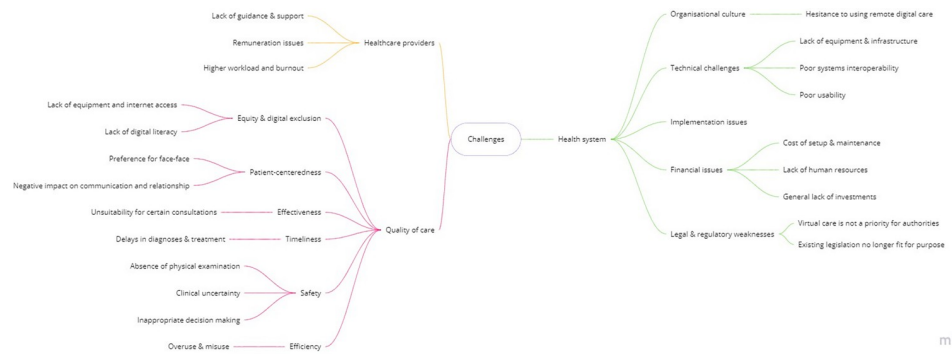 Lack of guidance & support
Remuneration issues
Higher workload and burnout
Healthcare providers
Lack of equipment and internet access
Lack of digital literacy
Equity & digital exclusion
Preference for face-face
Negative impact on communication and relationship
Patient-centeredness
Unsuitability for certain consultations
Effectiveness
Delays in diagnoses & treatment
Timeliness
Absence of physical examination
Clinical uncertainty
Inappropriate decision making
Safety
Overuse & misuse
Efficiency
Quality of care
Challenges
Health system
Organisational culture
Hesitance to using remote digital care
Technical challenges
Lack of equipment & infrastructure
Poor systems interoperability
Poor usability
Implementation issues
Financial issues
Cost of setup & maintenance
Lack of human resources
General lack of investments
Legal & regulatory weaknesses
Virtual care is not a priority for authorities
Existing legislation no longer fit for purpose
m